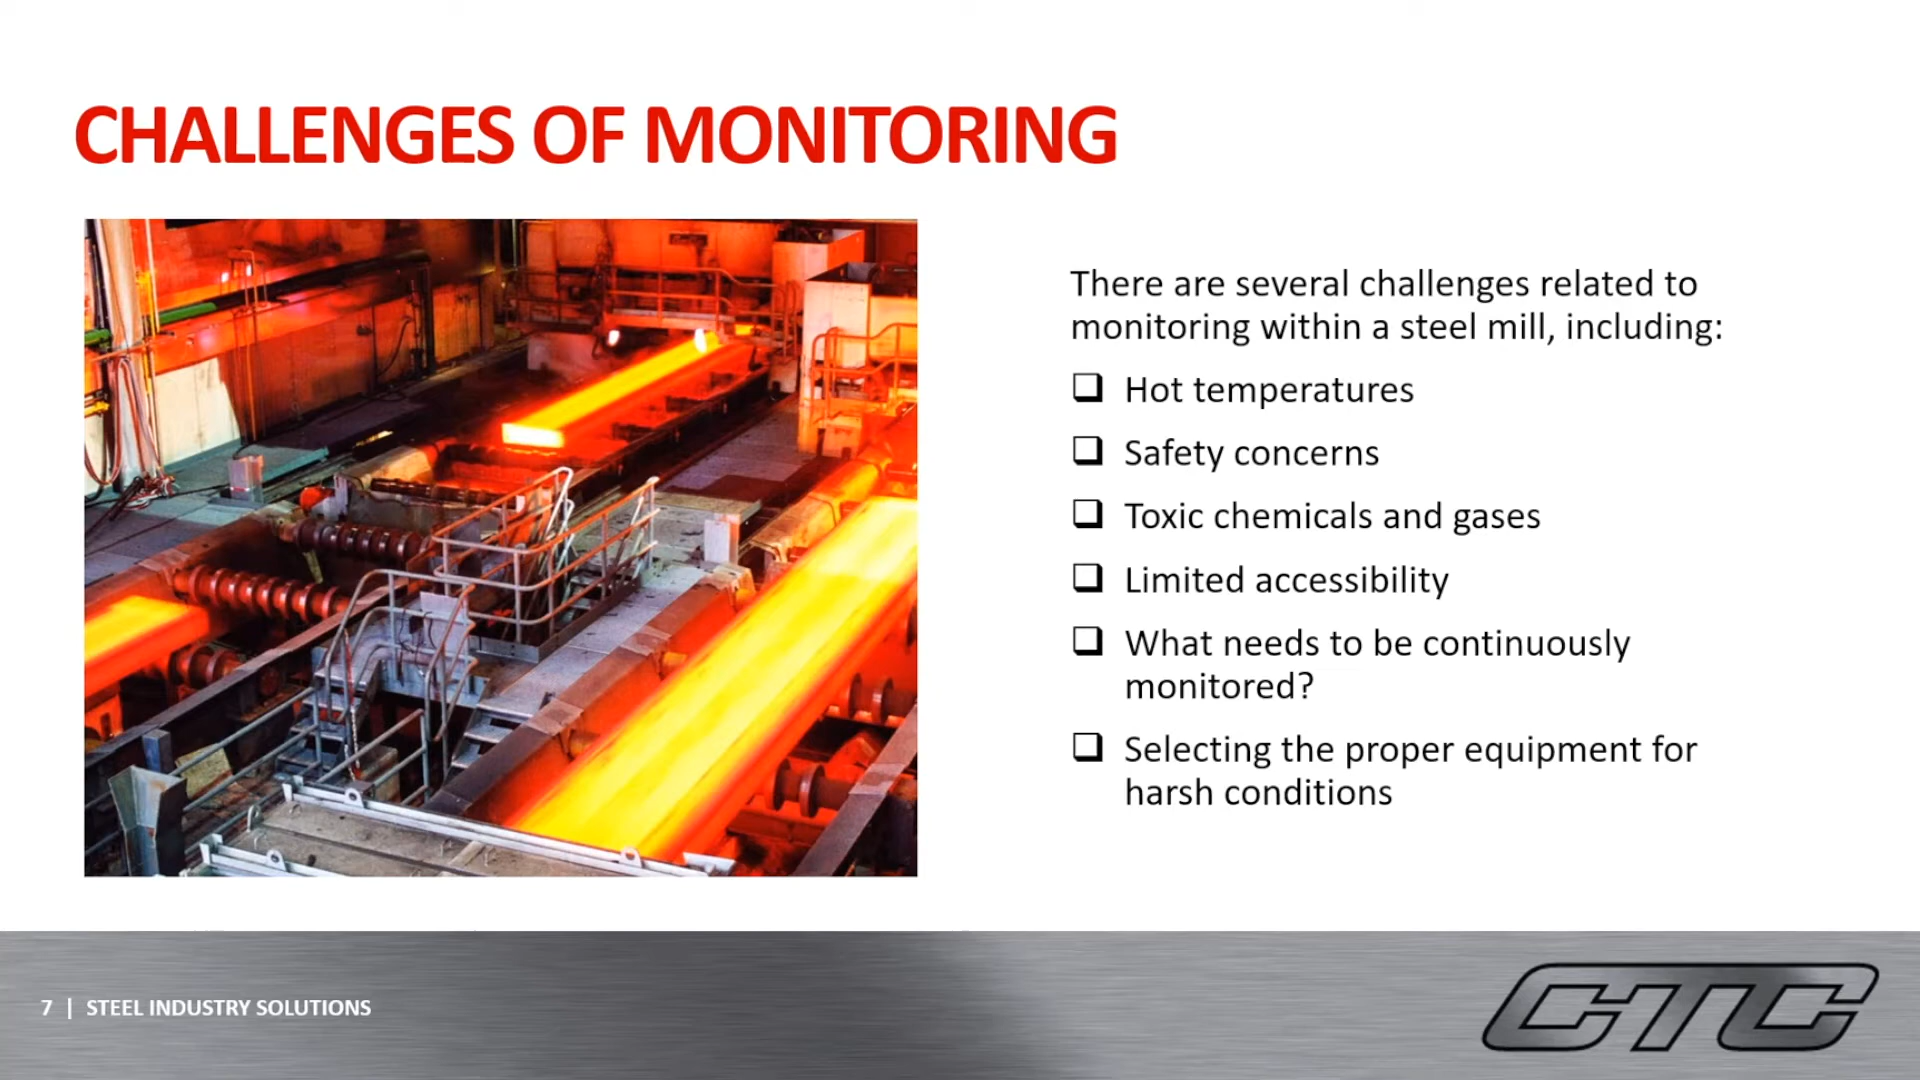 CHALLENGES OF MONITORING
There are several challenges related to
monitoring within a steel mill, including:
❑ Hot temperatures
❑ Safety concerns
❑ Toxic chemicals and gases
❑ Limited accessibility
❑ What needs to be continuously
monitored?
❑ Selecting the proper equipment for
harsh conditions
7 | STEEL INDUSTRY SOLUTIONS
CTC